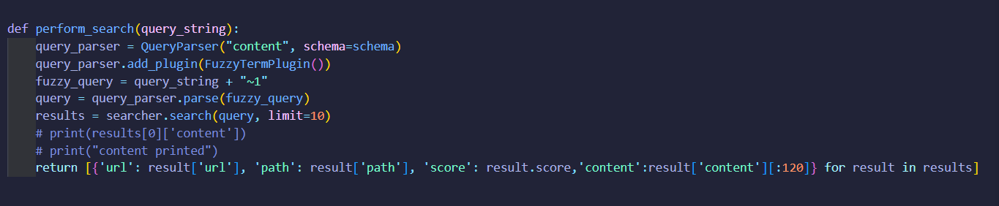 def perform_search(query_string):
    query_parser = QueryParser("content", schema=schema)
    query_parser.add_plugin(FuzzyTermPlugin())
    fuzzy_query = query_string + "~1"
    query = query_parser.parse(fuzzy_query)
    results = searcher.search(query, limit=10)
    # print(results[0]['content'])
    # print("content printed")
    return [{'url': result['url'], 'path': result['path'], 'score': result.score,'content':result['content'][:120]} for result in results]